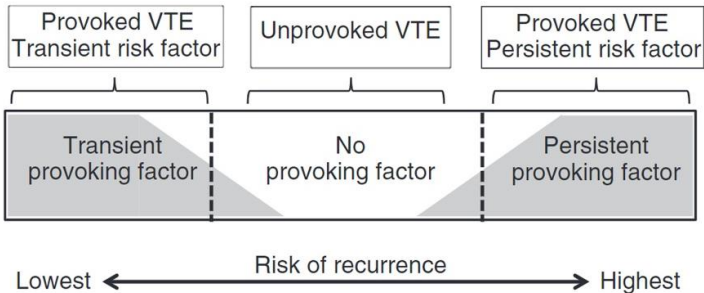 Provoked VTE
Transient risk factor
Unprovoked VTE
Provoked VTE
Persistent risk factor
Transient
provoking factor
No
provoking factor
Persistent
provoking factor
Risk of recurrence
Lowest
Highest